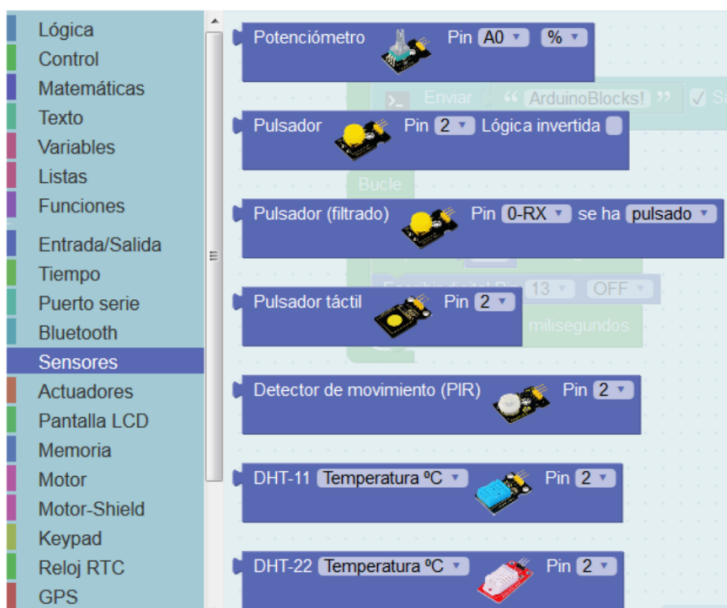 Lógica
Control
Matemáticas
Texto
Variables
Listas
Funciones
Entrada/Salida
Tiempo
Puerto serie
Bluetooth
Sensores
Actuadores
Pantalla LCD
Memoria
Motor
Motor-Shield
Keypad
Reloj RTC
GPS
Potenciómetro Pin A0 %
>_ Enviar “ ArduinoBlocks! ”
Pulsador Pin 2 Lógica invertida
Bucle
Pulsador (filtrado) Pin 0-RX se ha pulsado
13 OFF
Pulsador táctil Pin 2
milisegundos
Detector de movimiento (PIR) Pin 2
DHT-11 Temperatura ºC Pin 2
DHT-22 Temperatura ºC Pin 2